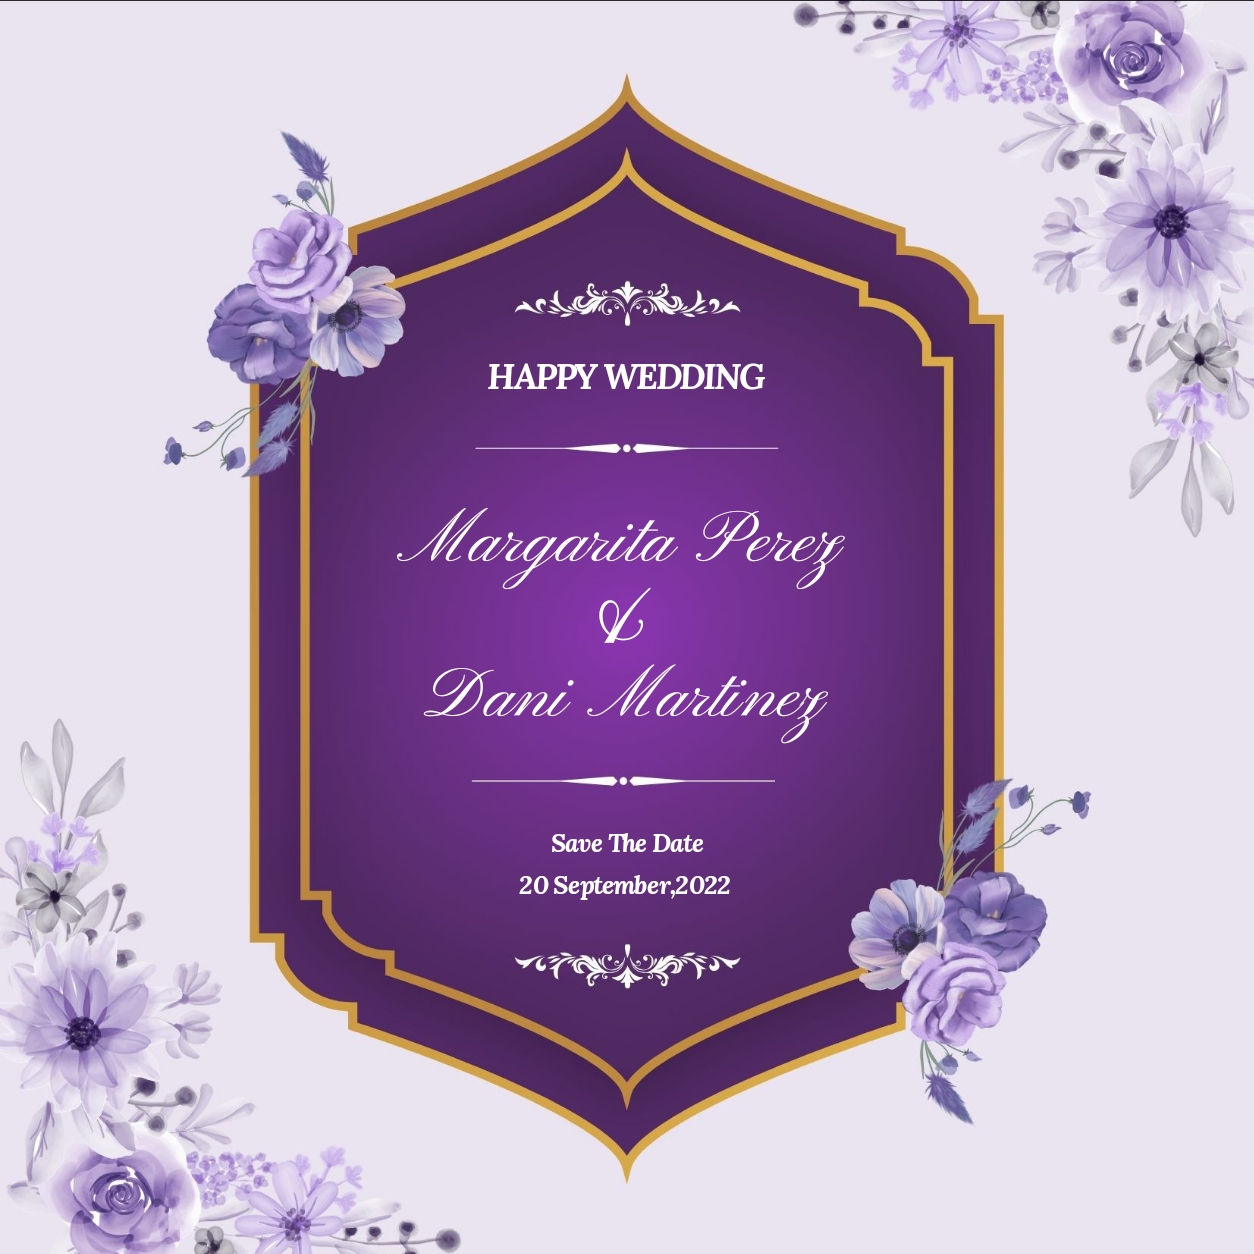 HAPPY WEDDING
Margarita Perez
&
Dani Martinez
Save The Date
20 September,2022